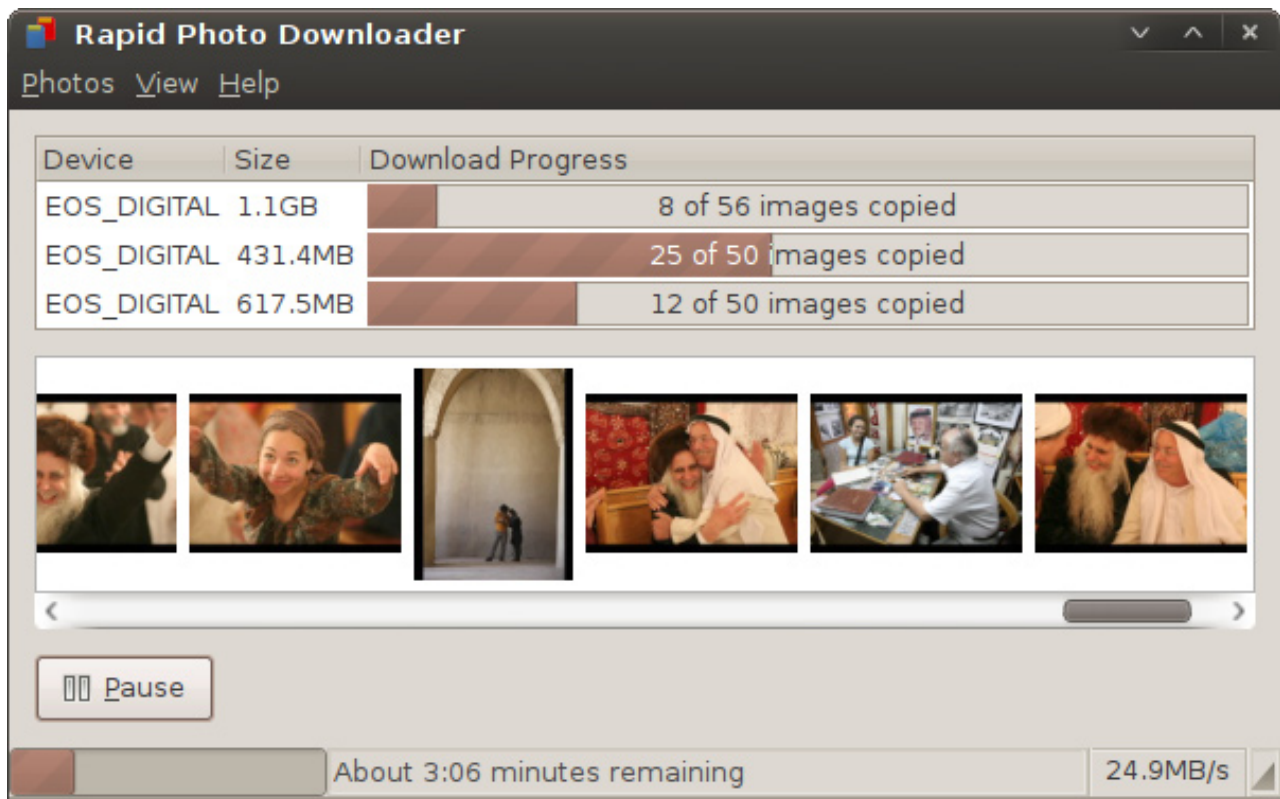 Rapid Photo Downloader
Photos View Help
Device Size Download Progress
EOS_DIGITAL 1.1GB 8 of 56 images copied
EOS_DIGITAL 431.4MB 25 of 50 images copied
EOS_DIGITAL 617.5MB 12 of 50 images copied
Pause
About 3:06 minutes remaining 24.9MB/s